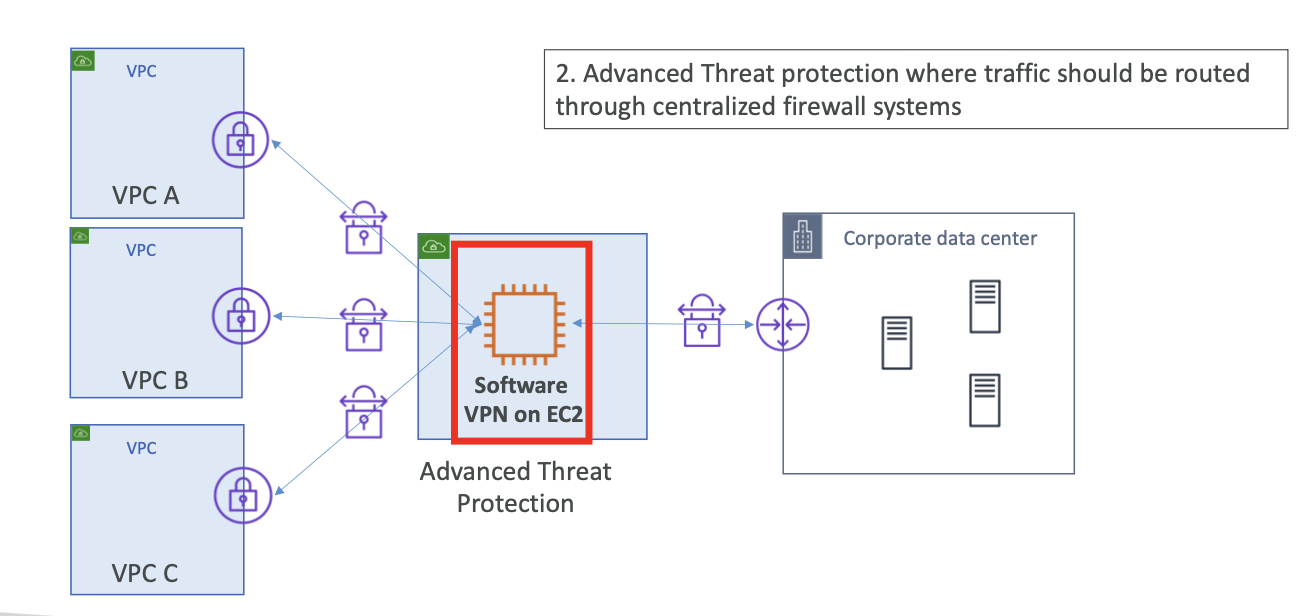 2. Advanced Threat protection where traffic should be routed
through centralized firewall systems
VPC
VPC A
VPC
VPC B
VPC
VPC C
Software
VPN on EC2
Advanced Threat
Protection
Corporate data center